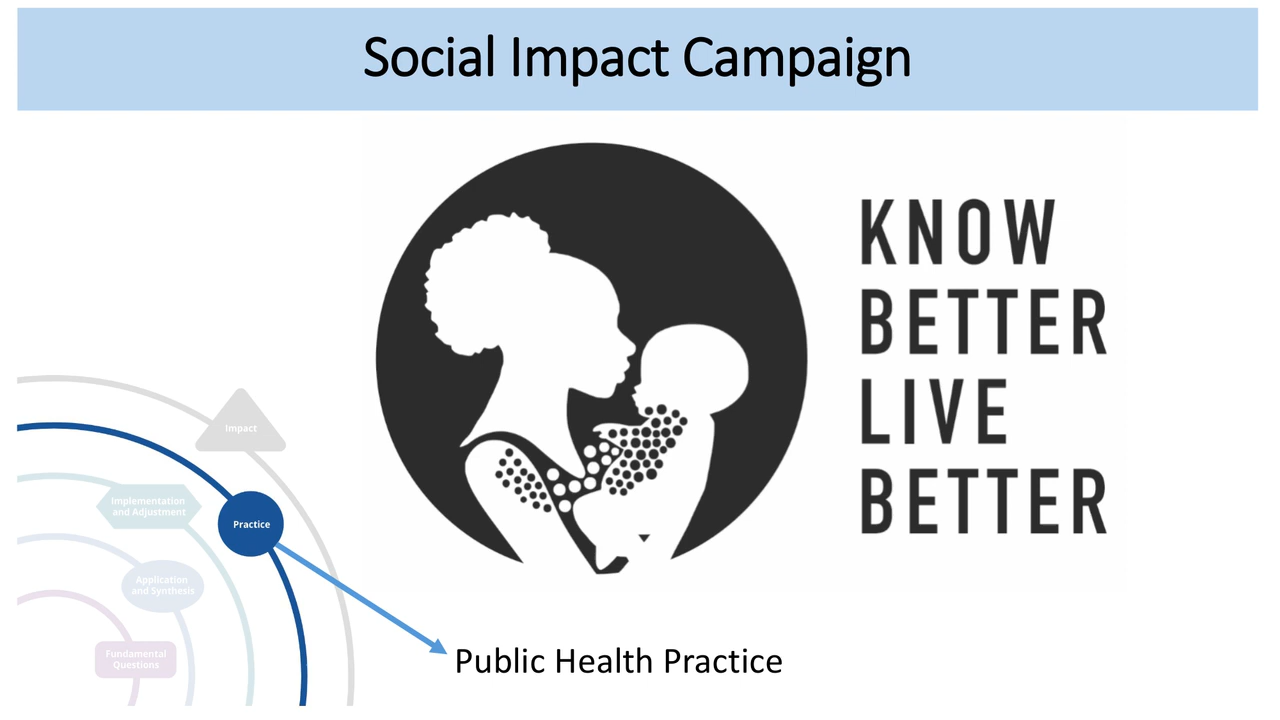 Social Impact Campaign
KNOW
BETTER
LIVE
BETTER
Impact
Implementation
and Adjustment
Practice
Application
and Synthesis
Fundamental
Questions
Public Health Practice